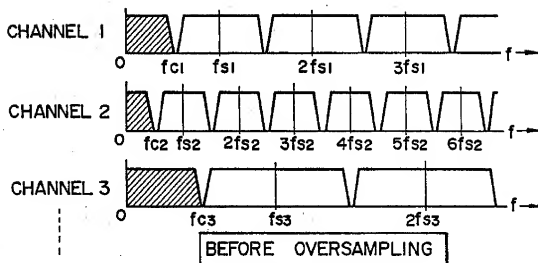 CHANNEL 1
0 fC1 fS1 2fS1 3fS1 f
CHANNEL 2
0 fC2 fS2 2fS2 3fS2 4fS2 5fS2 6fS2 f
CHANNEL 3
0 fC3 fS3 2fS3 f
BEFORE OVERSAMPLING